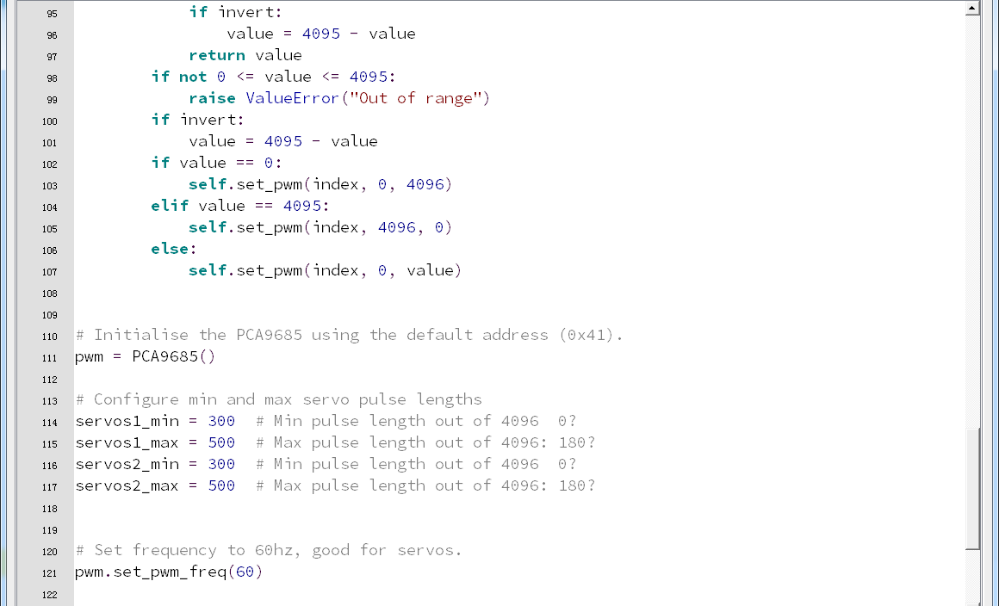 95 if invert:
96 value = 4095 - value
97 return value
98 if not 0 <= value <= 4095:
99 raise ValueError("Out of range")
100 if invert:
101 value = 4095 - value
102 if value == 0:
103 self.set_pwm(index, 0, 4096)
104 elif value == 4095:
105 self.set_pwm(index, 4096, 0)
106 else:
107 self.set_pwm(index, 0, value)
108
109
110 # Initialise the PCA9685 using the default address (0x41).
111 pwm = PCA9685()
112
113 # Configure min and max servo pulse lengths
114 servos1_min = 300  # Min pulse length out of 4096  0?
115 servos1_max = 500  # Max pulse length out of 4096: 180?
116 servos2_min = 300  # Min pulse length out of 4096  0?
117 servos2_max = 500  # Max pulse length out of 4096: 180?
118
119
120 # Set frequency to 60hz, good for servos.
121 pwm.set_pwm_freq(60)
122